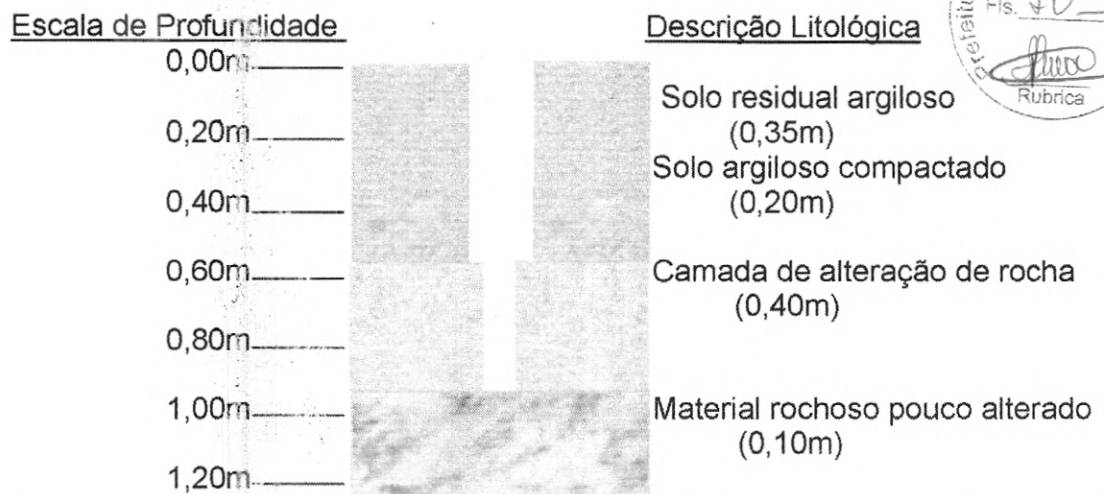 Escala de Profundidade
Descrição Litológica
0,00m
0,20m
0,40m
0,60m
0,80m
1,00m
1,20m
Solo residual argiloso
(0,35m)
Solo argiloso compactado
(0,20m)
Camada de alteração de rocha
(0,40m)
Material rochoso pouco alterado
(0,10m)
Fls.
Rubrica